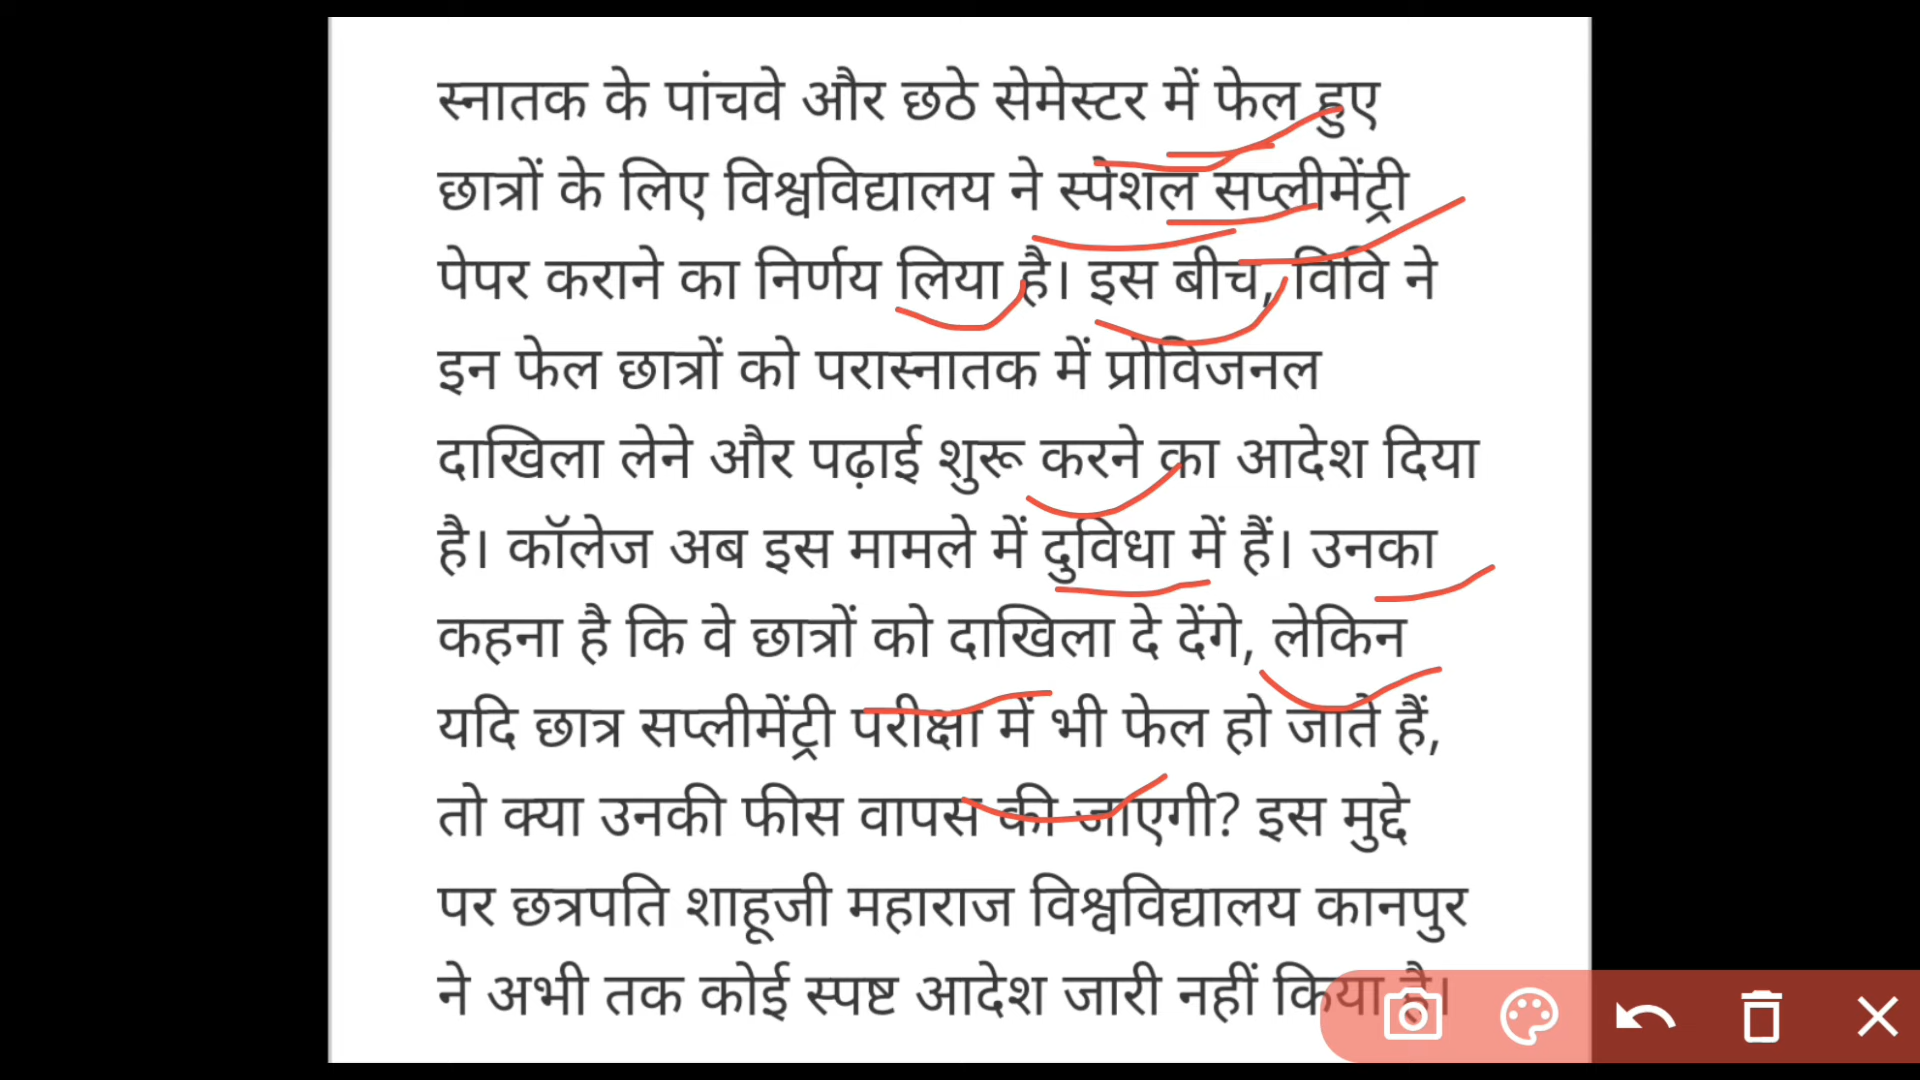 स्नातक के पांचवे और छठे सेमेस्टर में फेल हुए
छात्रों के लिए विश्वविद्यालय ने स्पेशल सप्लीमेंट्री
पेपर कराने का निर्णय लिया है। इस बीच, विवि ने
इन फेल छात्रों को परास्नातक में प्रोविजनल
दाखिला लेने और पढ़ाई शुरू करने का आदेश दिया
है। कॉलेज अब इस मामले में दुविधा में हैं। उनका
कहना है कि वे छात्रों को दाखिला दे देंगे, लेकिन
यदि छात्र सप्लीमेंट्री परीक्षा में भी फेल हो जाते हैं,
तो क्या उनकी फीस वापस की जाएगी? इस मुद्दे
पर छत्रपति शाहूजी महाराज विश्वविद्यालय कानपुर
ने अभी तक कोई स्पष्ट आदेश जारी नहीं किया है।